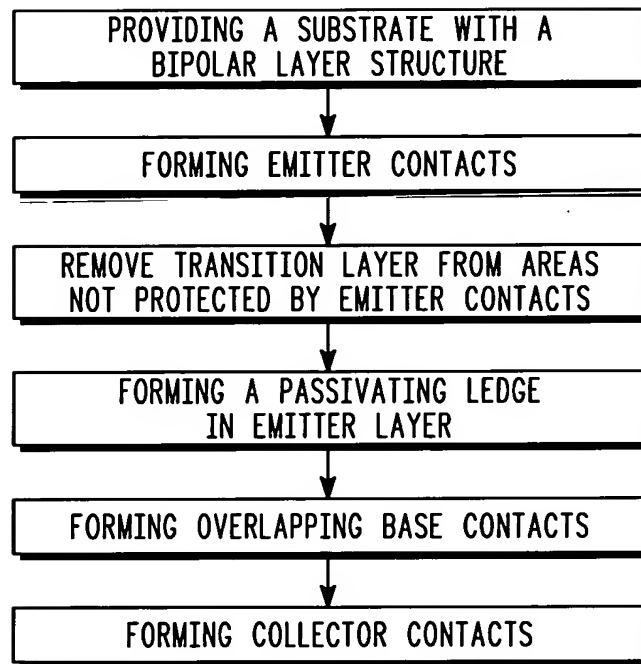 PROVIDING A SUBSTRATE WITH A
BIPOLAR LAYER STRUCTURE
FORMING EMITTER CONTACTS
REMOVE TRANSITION LAYER FROM AREAS
NOT PROTECTED BY EMITTER CONTACTS
FORMING A PASSIVATING LEDGE
IN EMITTER LAYER
FORMING OVERLAPPING BASE CONTACTS
FORMING COLLECTOR CONTACTS